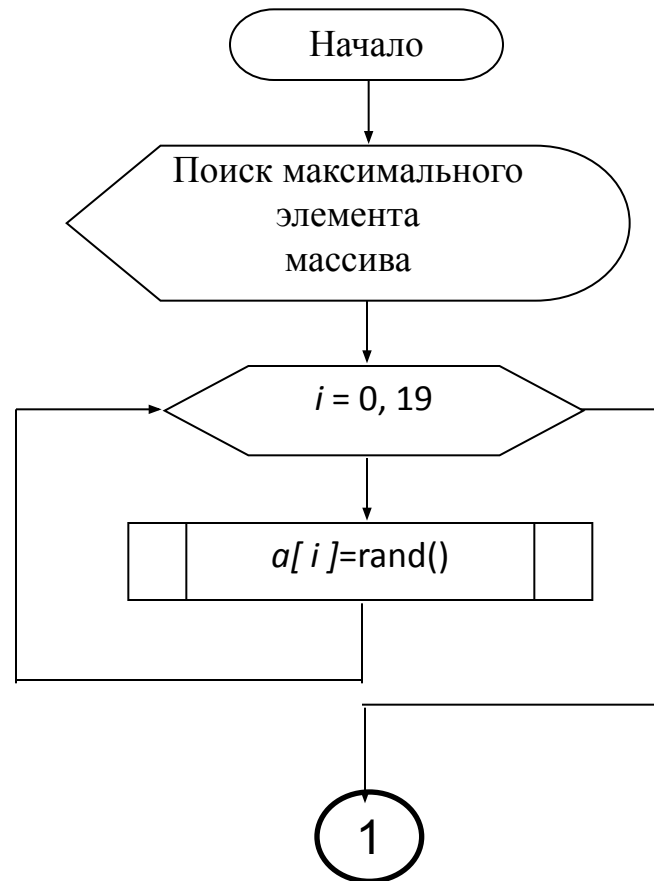 Начало
Поиск максимального
элемента
массива
i = 0, 19
a[ i ]=rand()
1